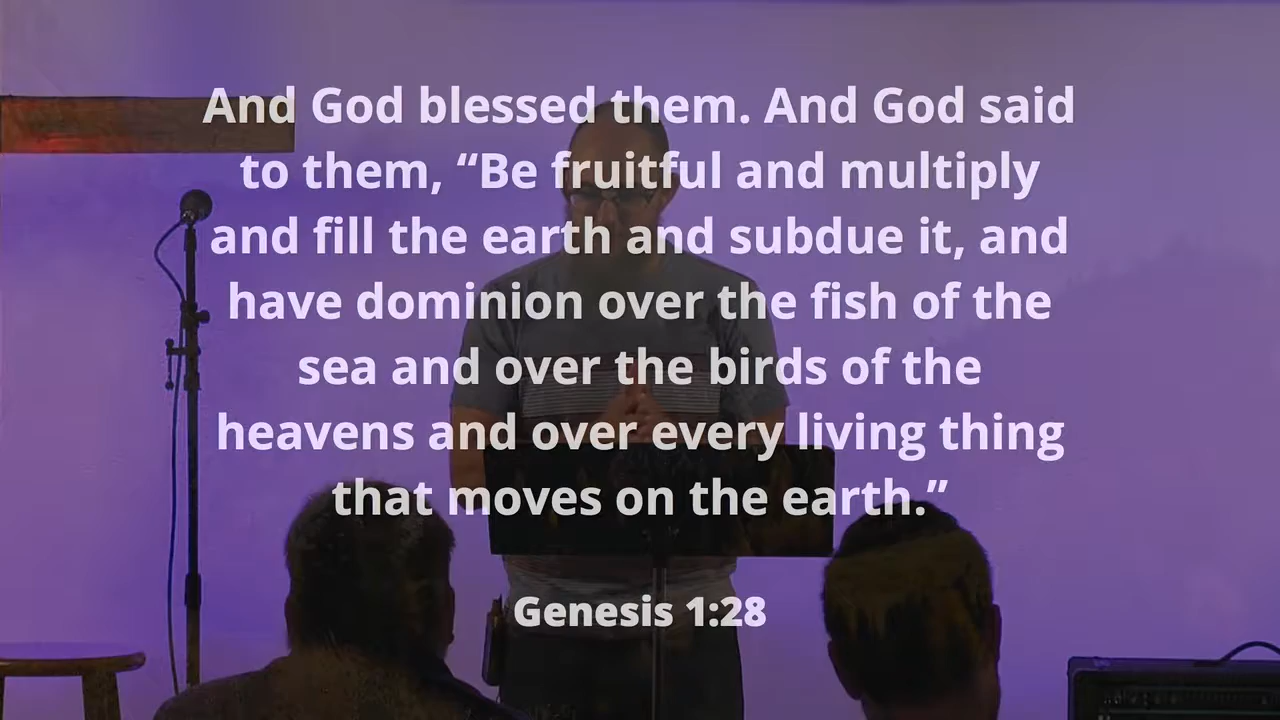 And God blessed them. And God said
to them, “Be fruitful and multiply
and fill the earth and subdue it, and
have dominion over the fish of the
sea and over the birds of the
heavens and over every living thing
that moves on the earth.”
Genesis 1:28